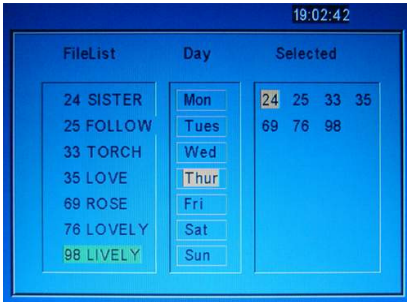 19:02:42
FileList Day Selected
24 SISTER Mon 24 25 33 35
25 FOLLOW Tues 69 76 98
33 TORCH Wed
35 LOVE Thur
69 ROSE Fri
76 LOVELY Sat
98 LIVELY Sun